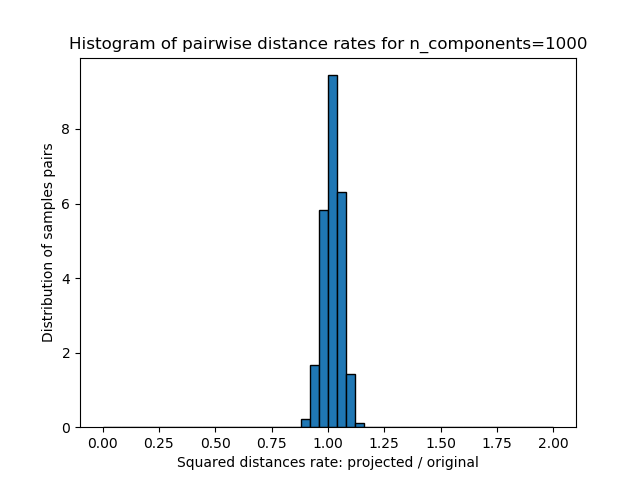 Histogram of pairwise distance rates for n_components=1000
Distribution of samples pairs
8
6
4
2
0
0.00 0.25 0.50 0.75 1.00 1.25 1.50 1.75 2.00
Squared distances rate: projected / original